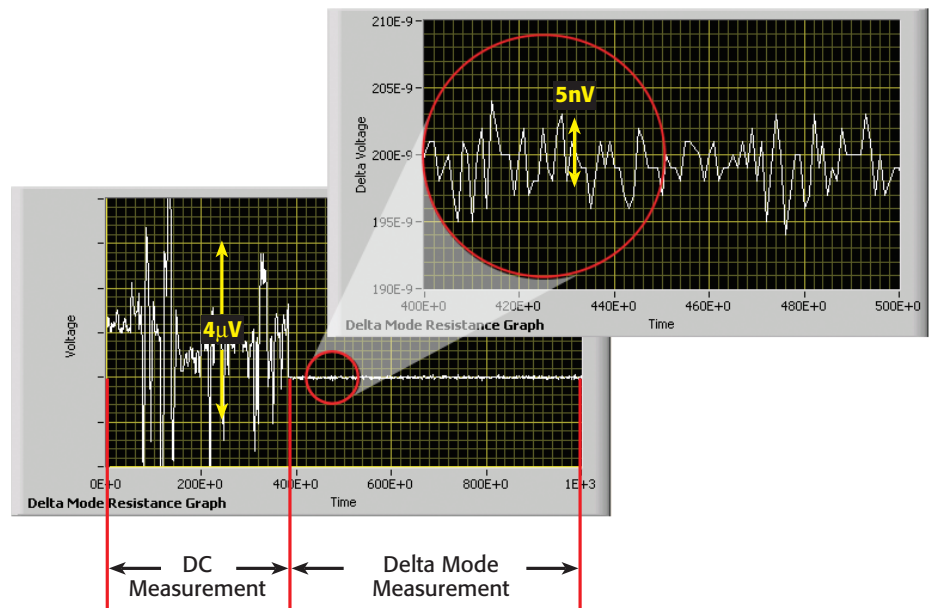 210E-9
205E-9
200E-9
195E-9
190E-9
Delta Voltage
5nV
400E+0 420E+0 440E+0 460E+0 480E+0 500E+0
Delta Mode Resistance Graph Time
Voltage
4µV
0E+0 200E+0 400E+0 600E+0 800E+0 1E+3
Delta Mode Resistance Graph Time
DC
Measurement
Delta Mode
Measurement